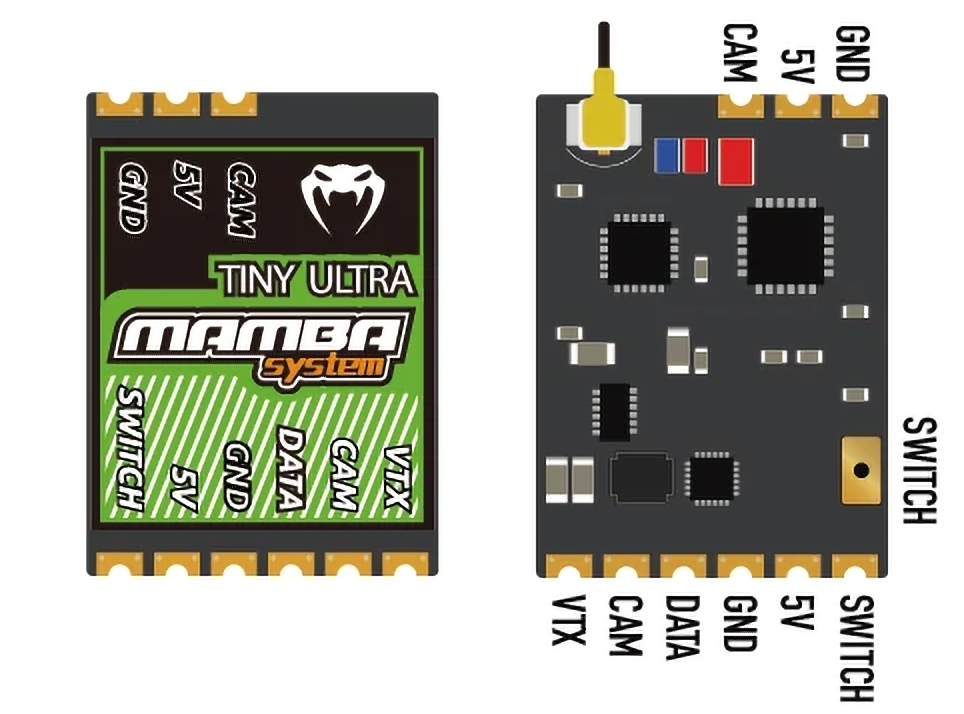 GND
5V
CAM
TINY ULTRA
MAMBA
system
SWITCH
5V
GND
DATA
CAM
VTX
CAM
5V
GND
SWITCH
VTX
CAM
DATA
GND
5V
SWITCH